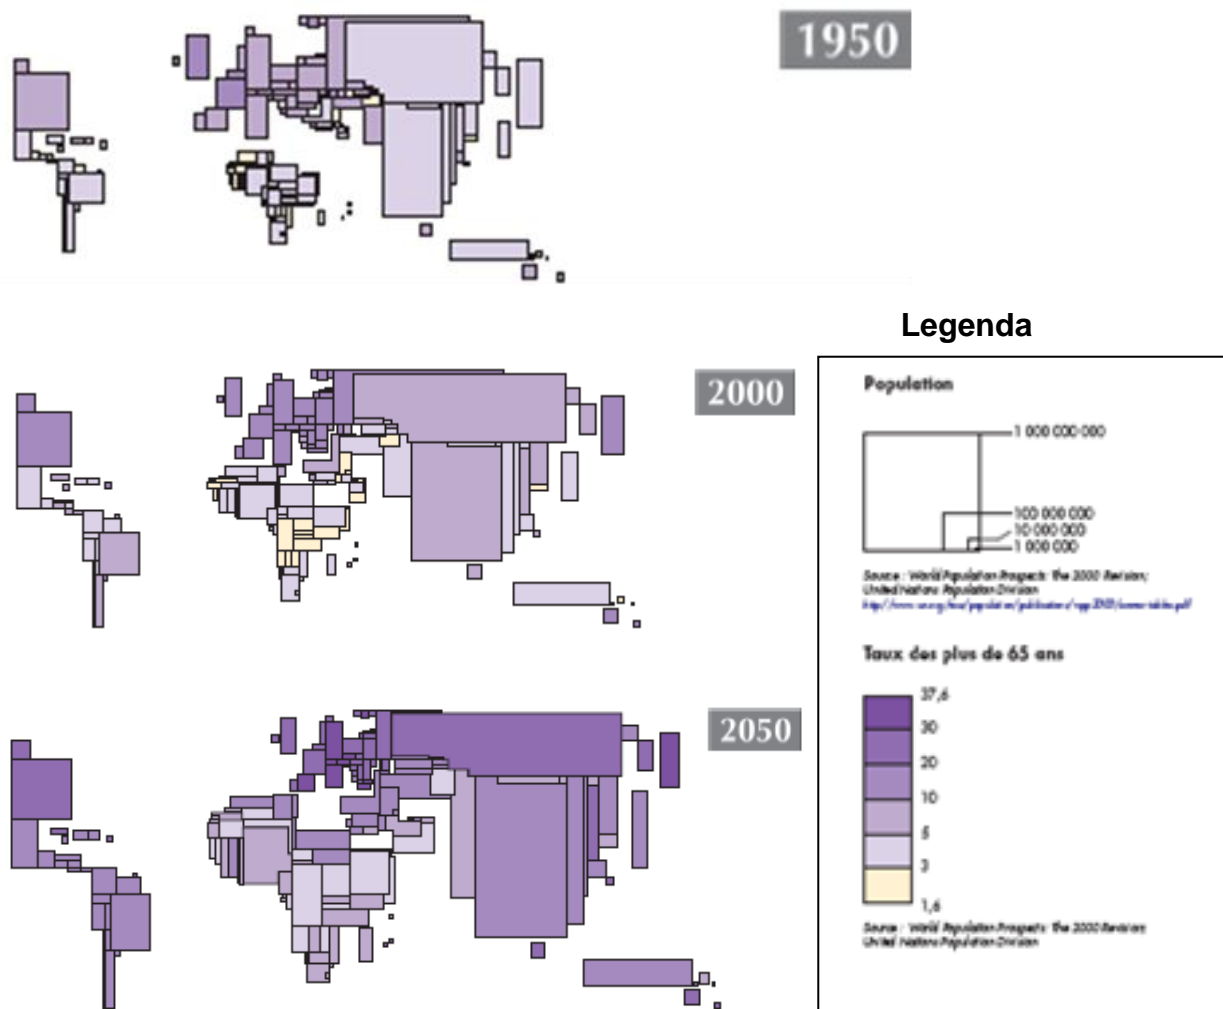 1950
Legenda
2000
Population
1 000 000 000
100 000 000
10 000 000
1 000 000
Source : World Population Prospects: The 2000 Revision;
United Nations Population Division
Taux des plus de 65 ans
37,6
30
20
10
5
3
1,6
Source : World Population Prospects: The 2000 Revision;
United Nations Population Division
2050